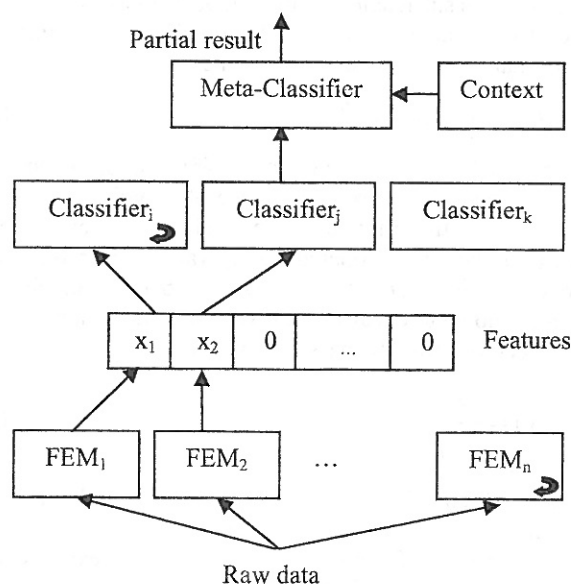 Partial result
Meta-Classifier
Context
Classifieri
Classifierj
Classifierk
x1 x2 0 ... 0 Features
FEM1 FEM2 ... FEMn
Raw data